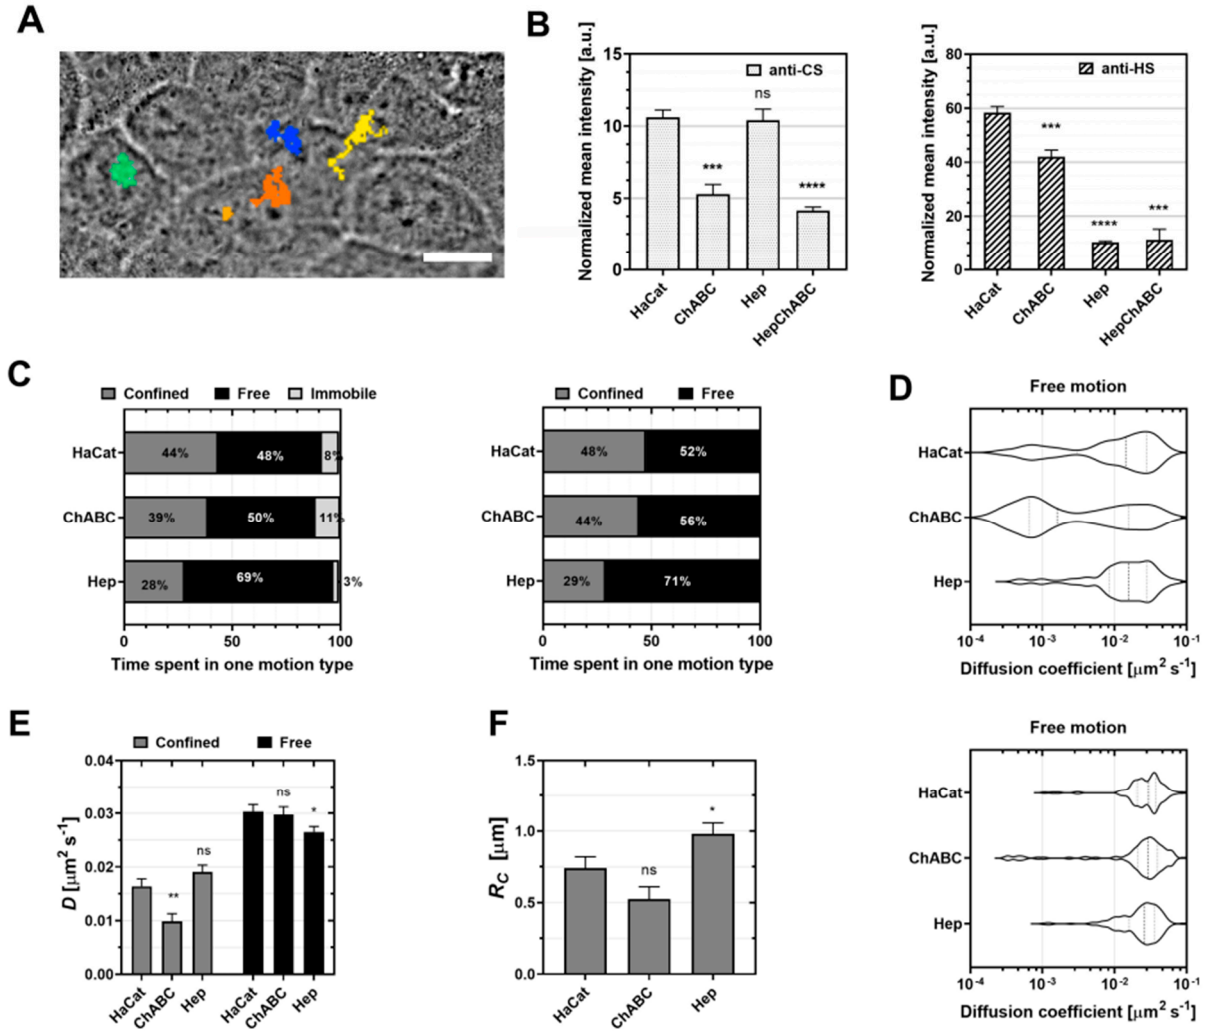 A
B
Normalized mean intensity [a.u.]
15
10
5
0
anti-CS
ns
***
****
HaCat
ChABC
Hep
HepChABC
Normalized mean intensity [a.u.]
80
60
40
20
0
anti-HS
***
****
***
HaCat
ChABC
Hep
HepChABC
C
Confined Free Immobile
HaCat
44% 48% 8%
ChABC
39% 50% 11%
Hep
28% 69% 3%
0 50 100
Time spent in one motion type
Confined Free
HaCat
48% 52%
ChABC
44% 56%
Hep
29% 71%
0 50 100
Time spent in one motion type
D
Free motion
HaCat
ChABC
Hep
10-4 10-3 10-2 10-1
Diffusion coefficient [μm2 s-1]
Free motion
HaCat
ChABC
Hep
10-4 10-3 10-2 10-1
Diffusion coefficient [μm2 s-1]
E
Confined Free
D [μm2 s-1]
0.04
0.03
0.02
0.01
0.00
**
ns
ns
*
HaCat
ChABC
Hep
HaCat
ChABC
Hep
F
RC [μm]
1.5
1.0
0.5
0.0
ns
*
HaCat
ChABC
Hep